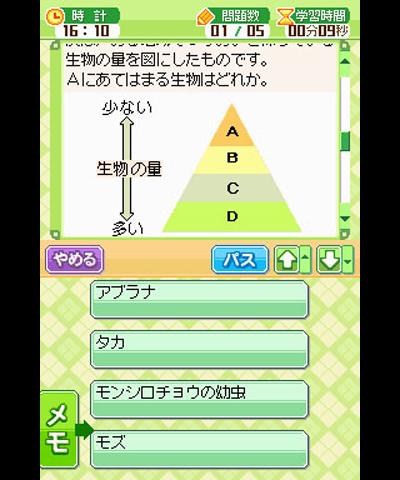 時計
16:10
問題数
01/05
学習時間
00分09秒
生物の量を図にしたものです。
Aにあてはまる生物はどれか。
少ない
生物の量
多い
A
B
C
D
やめる
パス
アブラナ
タカ
モンシロチョウの幼虫
モズ
メモ